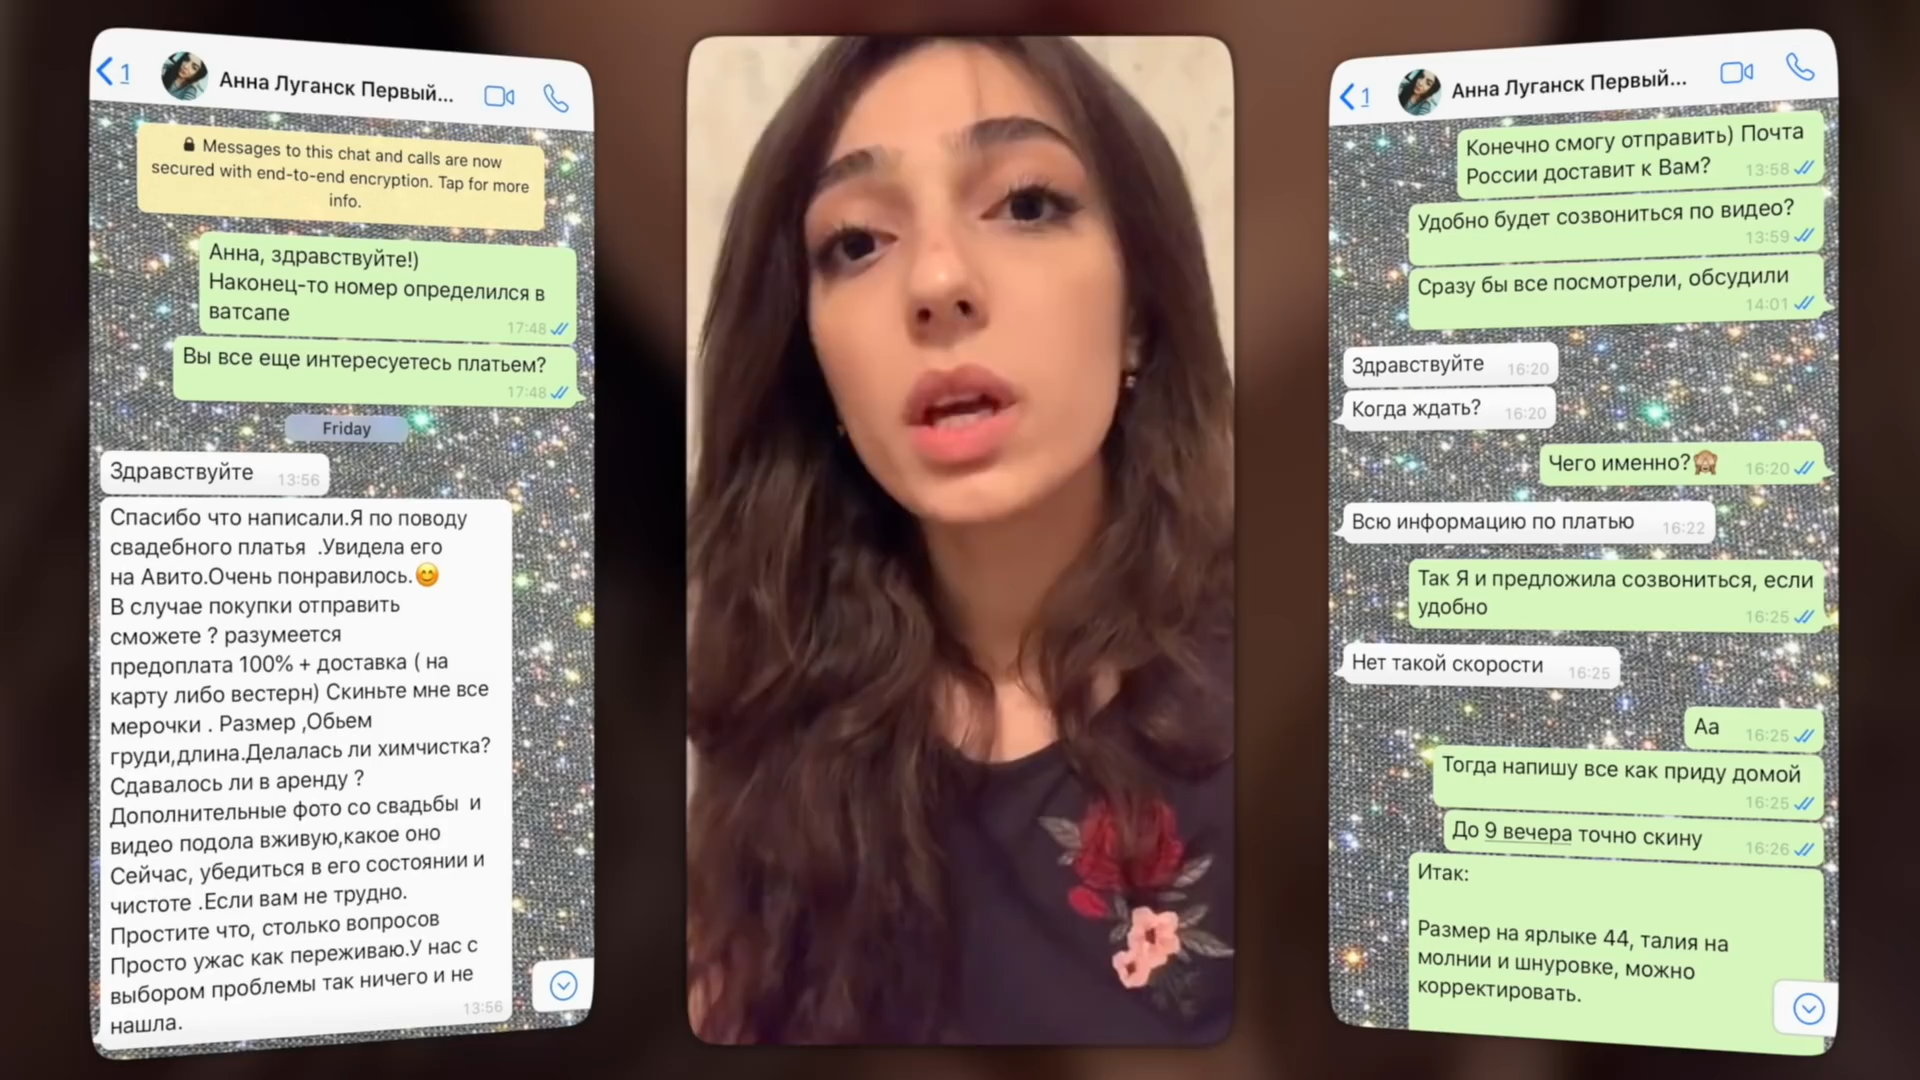 1
Анна Луганск Первый...
Messages to this chat and calls are now
secured with end-to-end encryption. Tap for more
info.
Анна, здравствуйте!)
Наконец-то номер определился в
ватсапе
17:48
Вы все еще интересуетесь платьем?
17:48
Friday
Здравствуйте 13:56
Спасибо что написали.Я по поводу
свадебного платья .Увидела его
на Авито.Очень понравилось.😊
В случае покупки отправить
сможете ? разумеется
предоплата 100% + доставка ( на
карту либо вестерн) Скиньте мне все
мерочки . Размер ,Обьем
груди,длина.Делалась ли химчистка?
Сдавалось ли в аренду ?
Дополнительные фото со свадьбы и
видео подола вживую,какое оно
Сейчас, убедиться в его состоянии и
чистоте .Если вам не трудно.
Простите что, столько вопросов
Просто ужас как переживаю.У нас с
выбором проблемы так ничего и не
нашла.
13:56
1
Анна Луганск Первый...
Конечно смогу отправить) Почта
России доставит к Вам? 13:58
Удобно будет созвониться по видео?
13:59
Сразу бы все посмотрели, обсудили
14:01
Здравствуйте 16:20
Когда ждать? 16:20
Чего именно?🙈 16:20
Всю информацию по платью 16:22
Так Я и предложила созвониться, если
удобно 16:25
Нет такой скорости 16:25
Аа 16:25
Тогда напишу все как приду домой
16:25
До 9 вечера точно скину 16:26
Итак:
Размер на ярлыке 44, талия на
молнии и шнуровке, можно
корректировать.